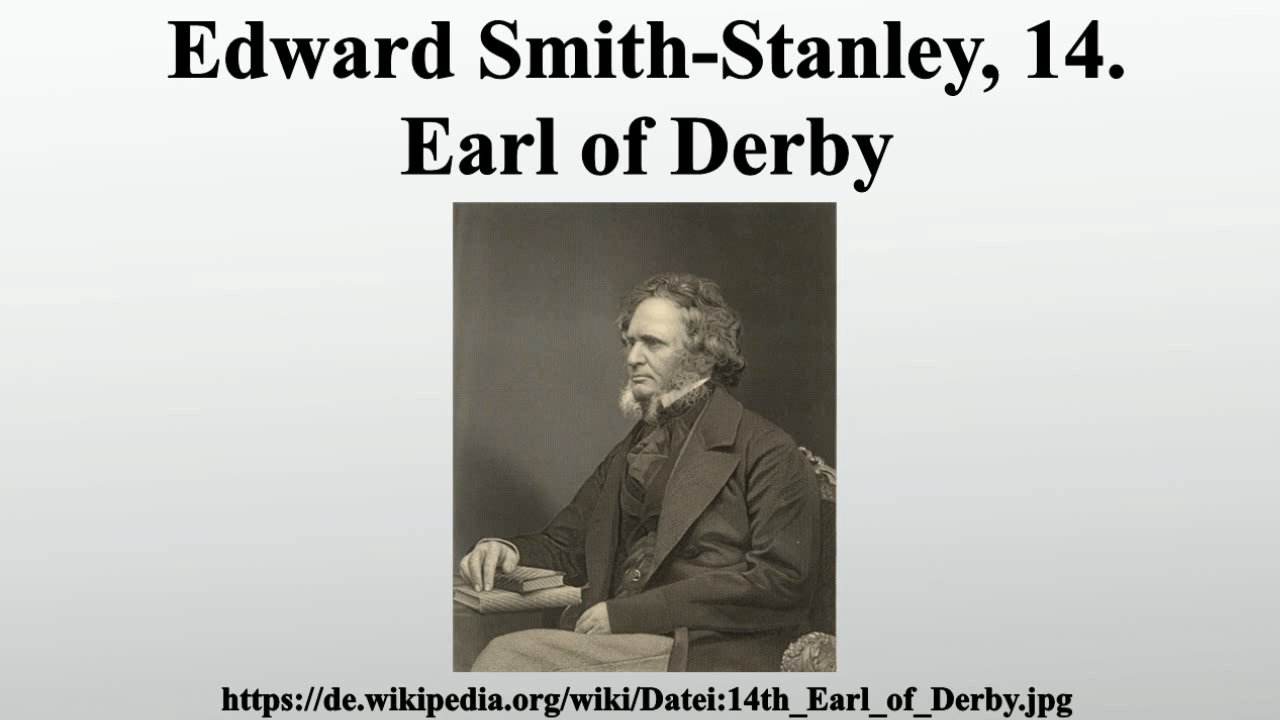 Edward Smith-Stanley, 14.
Earl of Derby
https://de.wikipedia.org/wiki/Datei:14th_Earl_of_Derby.jpg